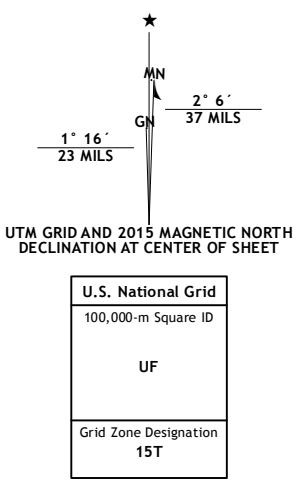 ★
MN
2° 6´
37 MILS
GN
1° 16´
23 MILS
UTM GRID AND 2015 MAGNETIC NORTH
DECLINATION AT CENTER OF SHEET
U.S. National Grid
100,000-m Square ID
UF
Grid Zone Designation
15T